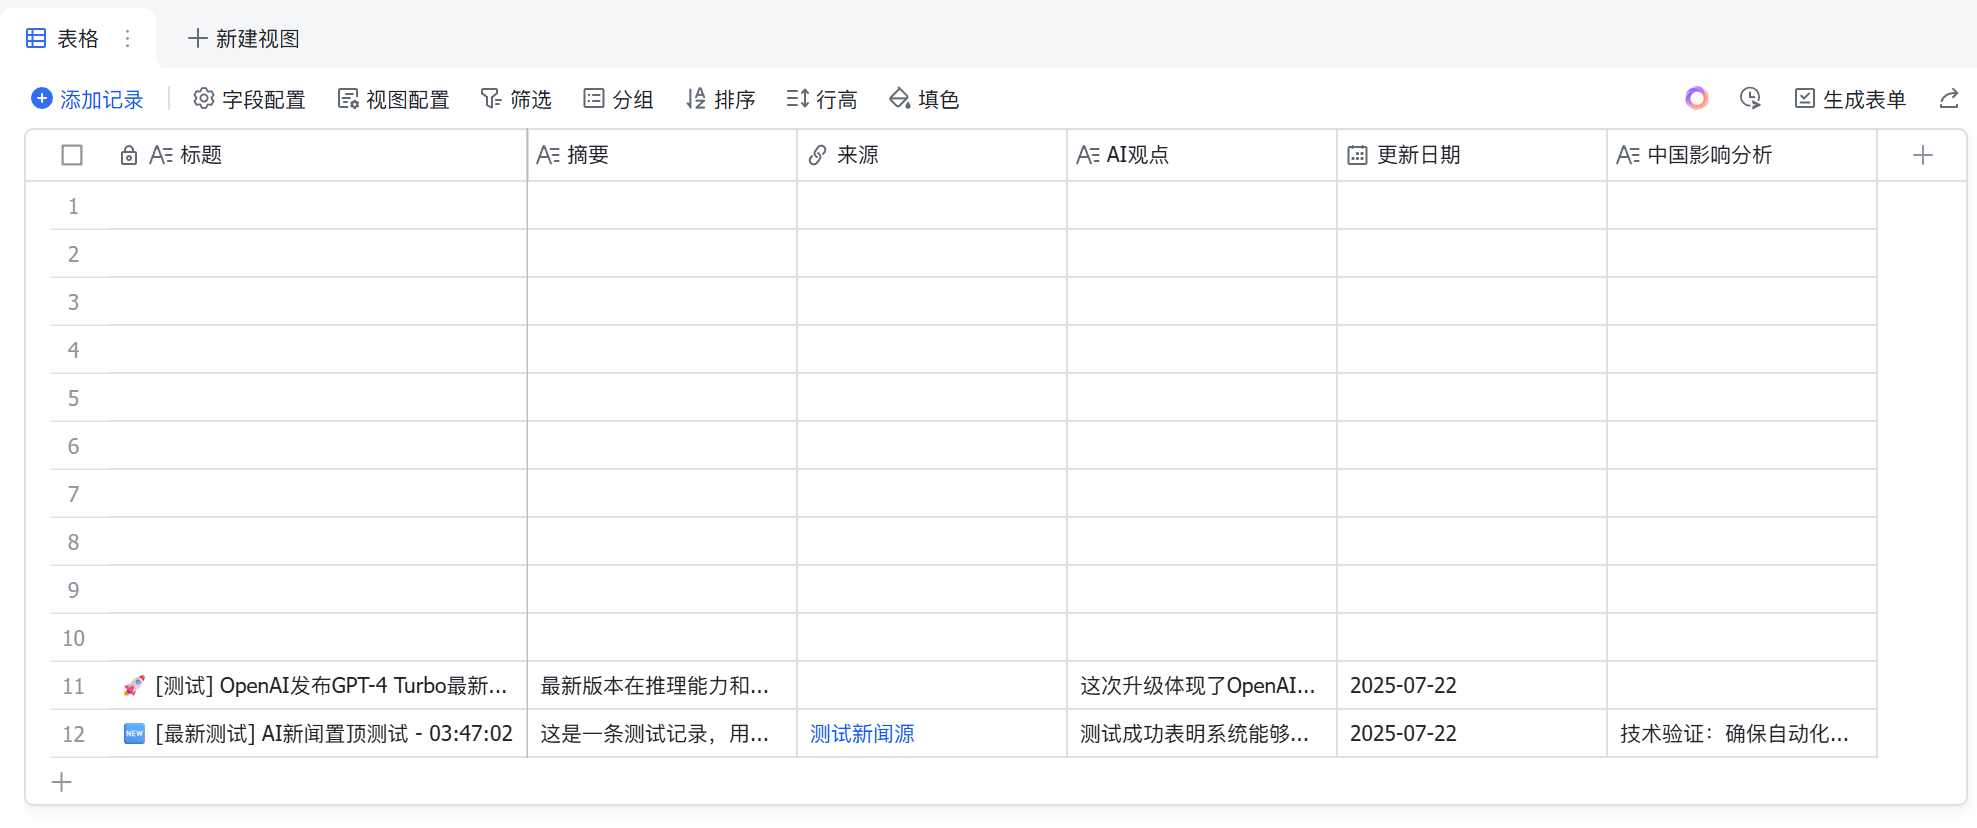 表格
新建视图
添加记录 字段配置 视图配置 筛选 分组 排序 行高 填色 生成表单
标题 摘要 来源 AI观点 更新日期 中国影响分析
1
2
3
4
5
6
7
8
9
10
11 🚀 [测试] OpenAI发布GPT-4 Turbo最新... 最新版本在推理能力和... 这次升级体现了OpenAI... 2025-07-22
12 🆕 [最新测试] AI新闻置顶测试 - 03:47:02 这是一条测试记录，用... 测试新闻源 测试成功表明系统能够... 2025-07-22 技术验证：确保自动化...